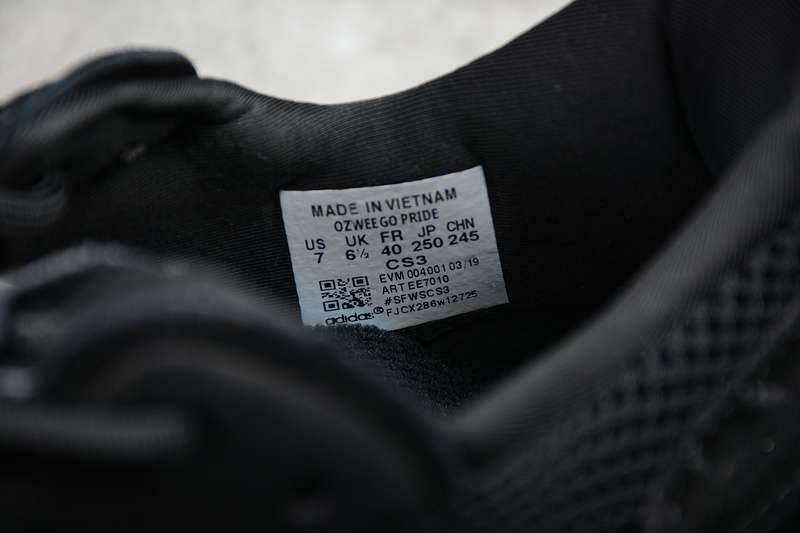 MADE IN VIETNAM
OZWEEGO PRIDE
US UK FR JP CHN
7 6½ 40 250 245
CS3
EVM 004001 03/19
ART EE7010
#SFWSCS3
adidas® FJCX286w12725